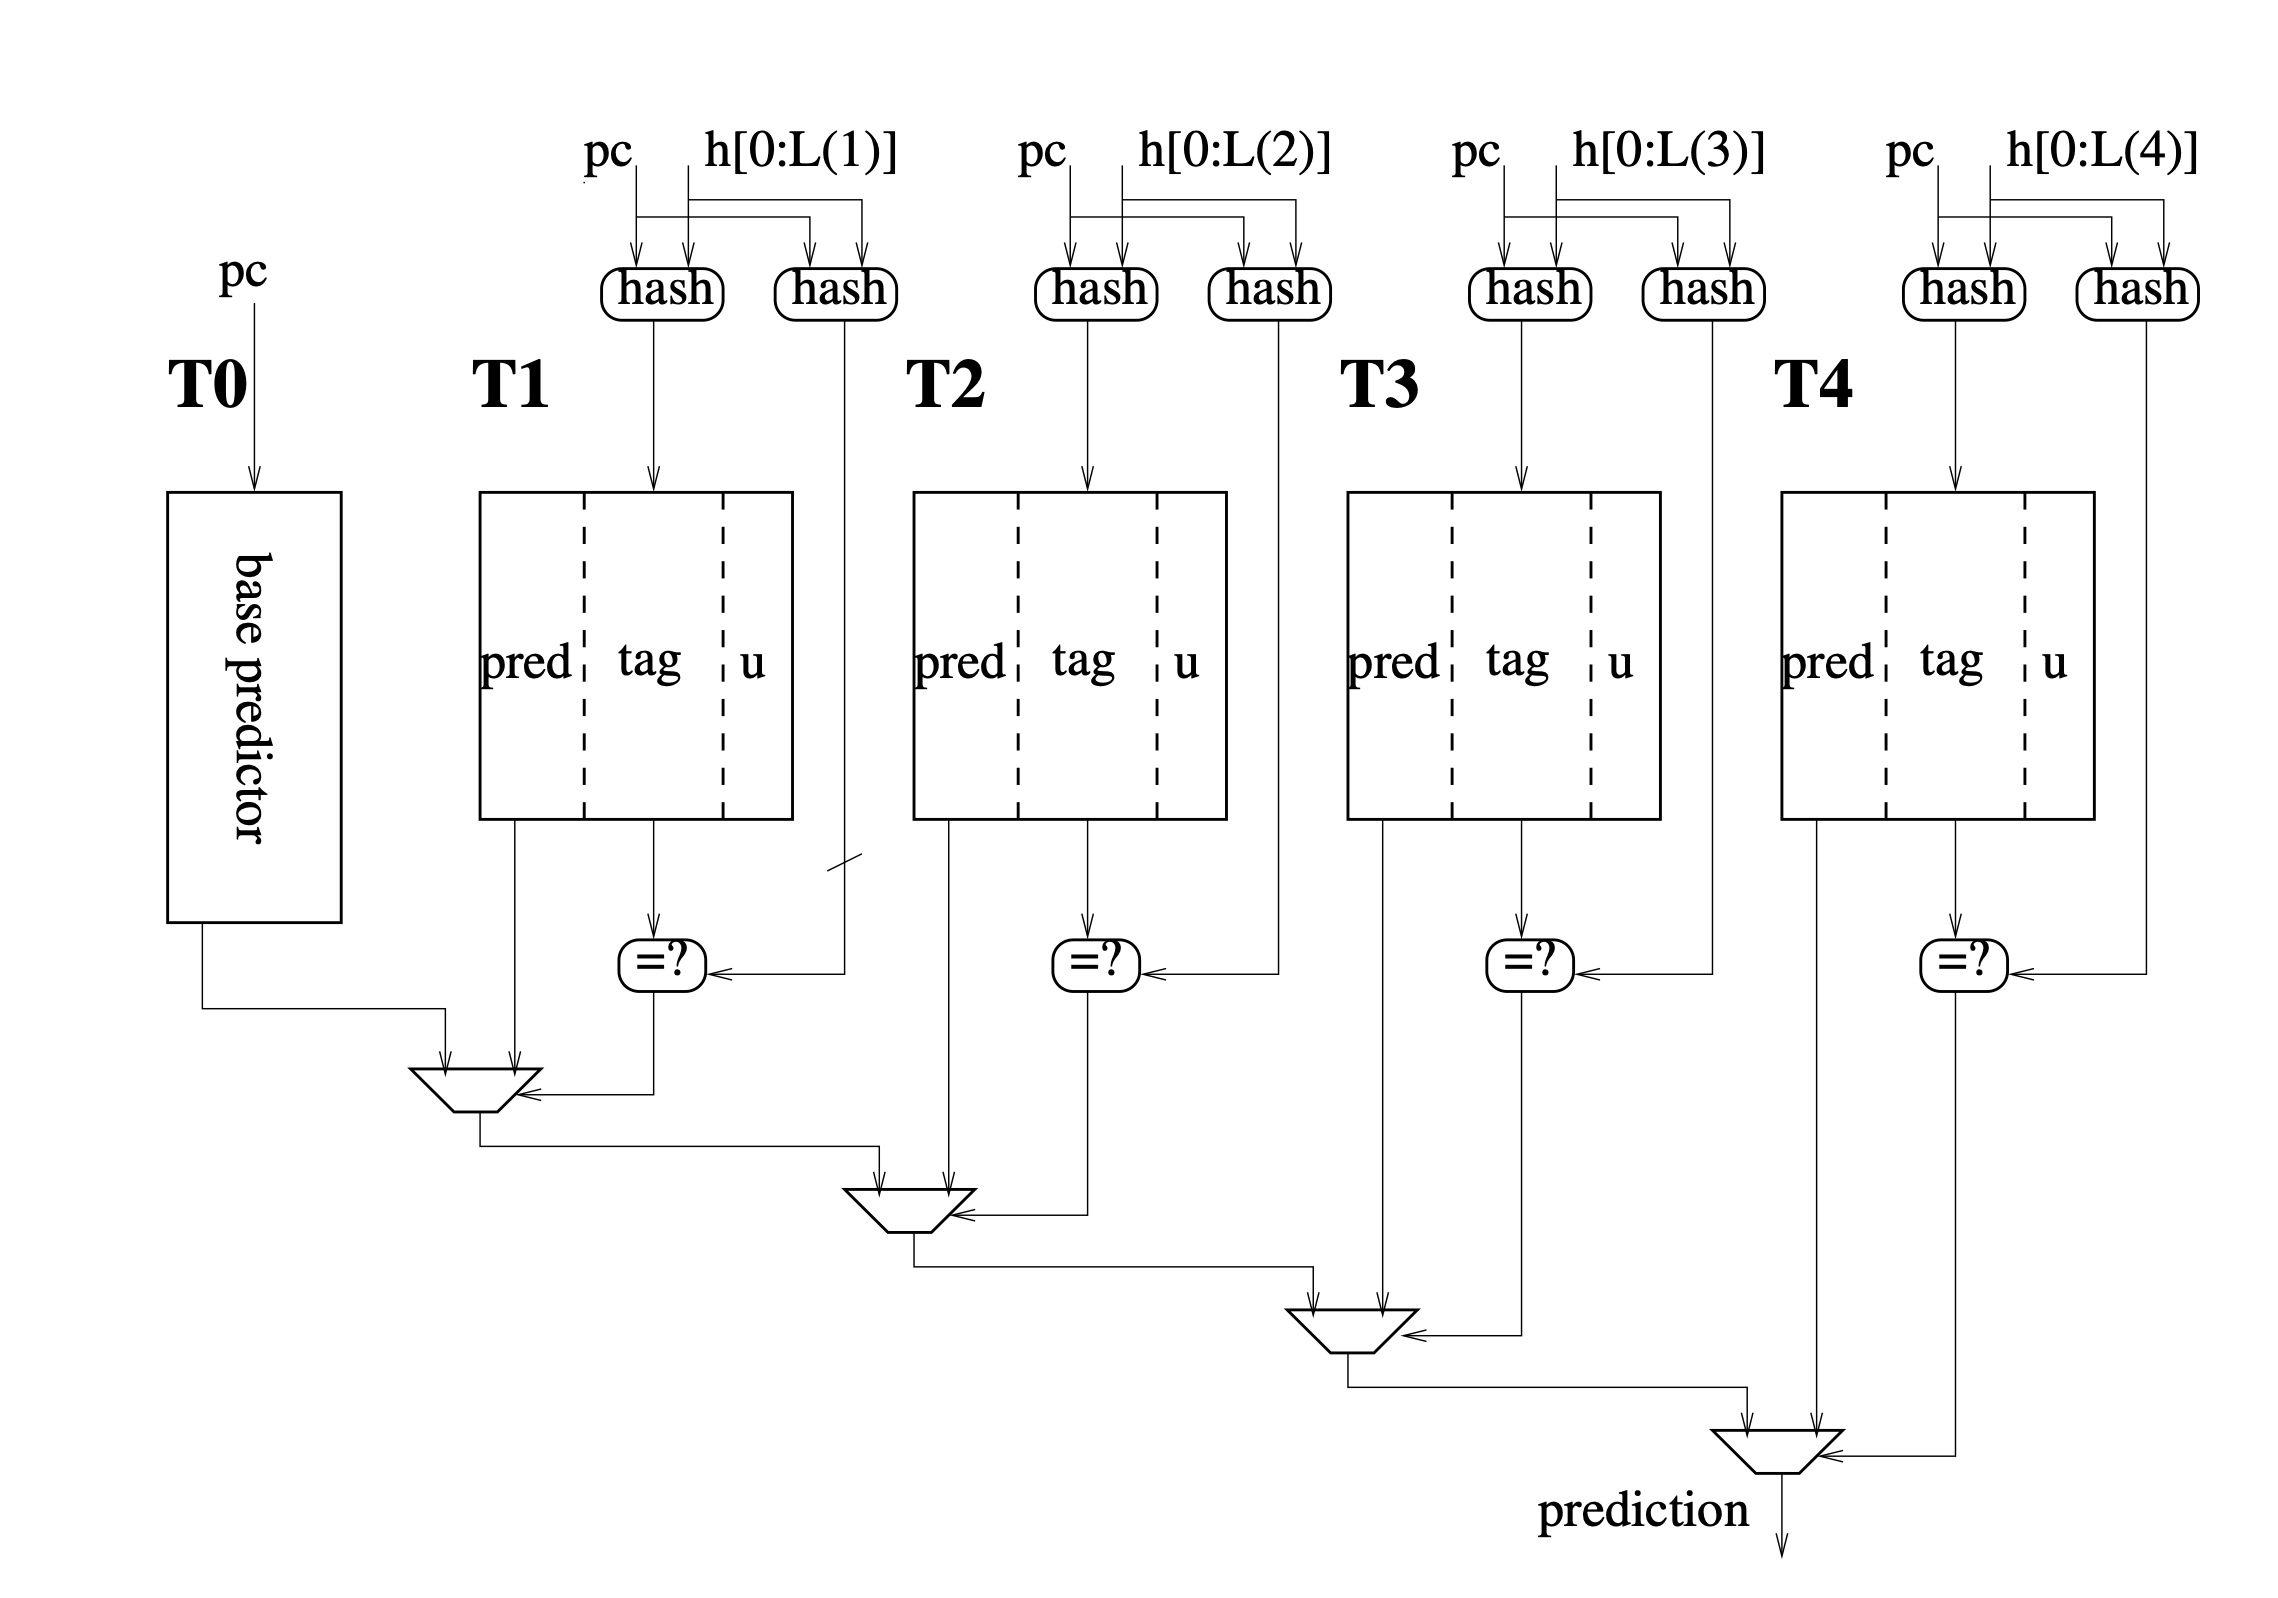 pc h[0:L(1)] pc h[0:L(2)] pc h[0:L(3)] pc h[0:L(4)]
pc
hash hash hash hash hash hash hash hash
T0 T1 T2 T3 T4
base predictor
pred tag u pred tag u pred tag u pred tag u
=? =? =? =?
prediction